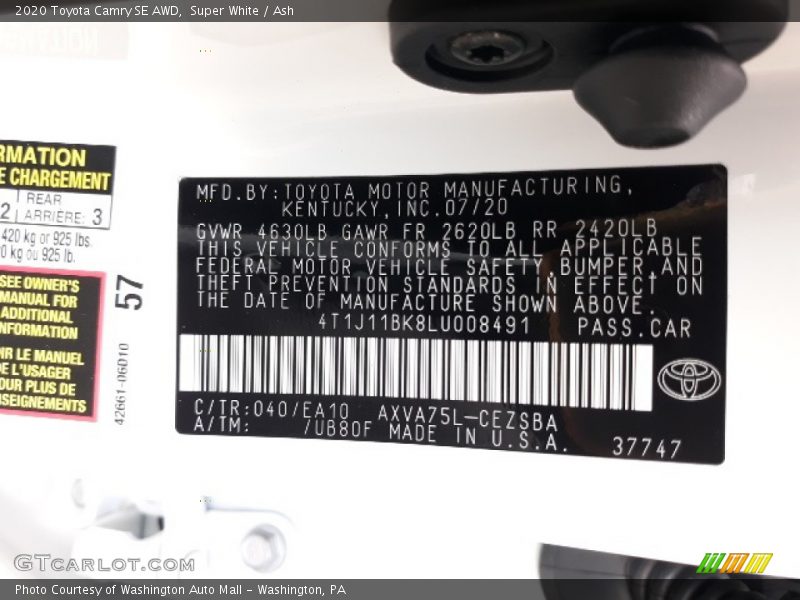 2020 Toyota Camry SE AWD, Super White / Ash
RMATION
E CHARGEMENT
2 REAR
ARRIÈRE: 3
420 kg or 925 lbs.
0 kg ou 925 lb.
SEE OWNER'S
MANUAL FOR
ADDITIONAL
NFORMATION
IR LE MANUEL
DE L'USAGER
OUR PLUS DE
SEIGNEMENTS
57
42661-06010
MFD.BY:TOYOTA MOTOR MANUFACTURING,
KENTUCKY,INC.07/20
GVWR 4630LB GAWR FR 2620LB RR 2420LB
THIS VEHICLE CONFORMS TO ALL APPLICABLE
FEDERAL MOTOR VEHICLE SAFETY,BUMPER,AND
THEFT PREVENTION STANDARDS IN EFFECT ON
THE DATE OF MANUFACTURE SHOWN ABOVE.
4T1J11BK8LU008491 PASS.CAR
C/TR:040/EA10 AXVA75L-CEZSBA
A/TM: /UB80F MADE IN U.S.A.
37747
GTcarlot.com
Photo Courtesy of Washington Auto Mall - Washington, PA